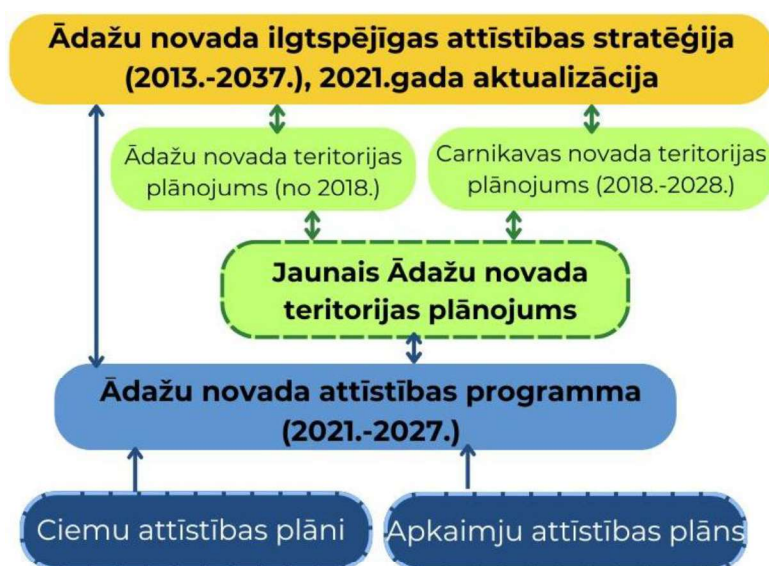 Ādažu novada ilgtspējīgas attīstības stratēģija
(2013.-2037.), 2021.gada aktualizācija
Ādažu novada teritorijas
plānojums (no 2018.)
Carnikavas novada teritorijas
plānojums (2018.-2028.)
Jaunais Ādažu novada
teritorijas plānojums
Ādažu novada attīstības programma
(2021.-2027.)
Ciemu attīstības plāni
Apkaimju attīstības plāns